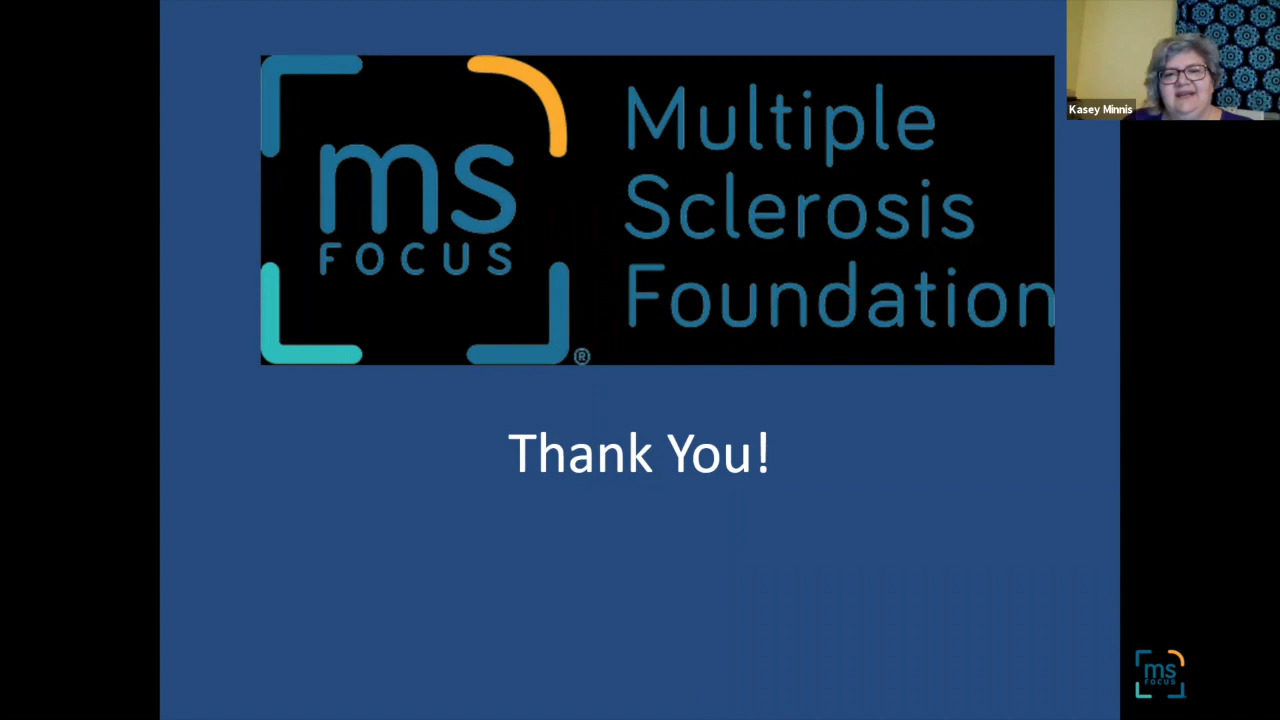 ms
FOCUS
®
Multiple
Sclerosis
Foundation
Kasey Minnis
Thank You!
ms
FOCUS